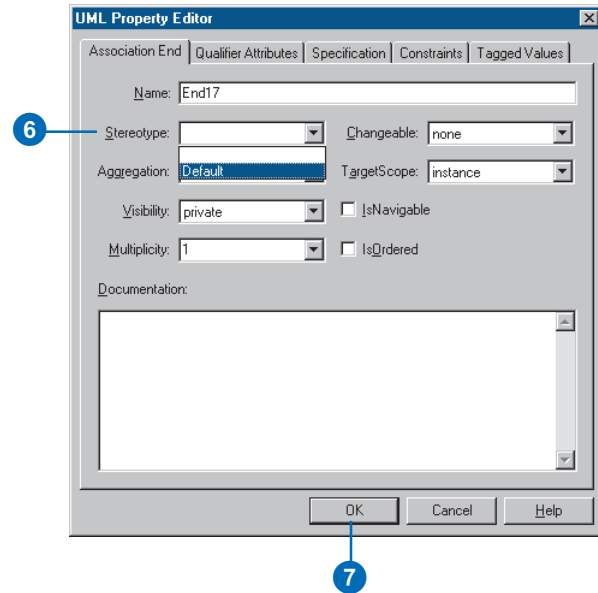 UML Property Editor
Association End Qualifier Attributes Specification Constraints Tagged Values
Name: End17
6 Stereotype: Changeable: none
Aggregation: Default TargetScope: instance
Visibility: private IsNavigable
Multiplicity: 1 IsOrdered
Documentation:
OK Cancel Help
7